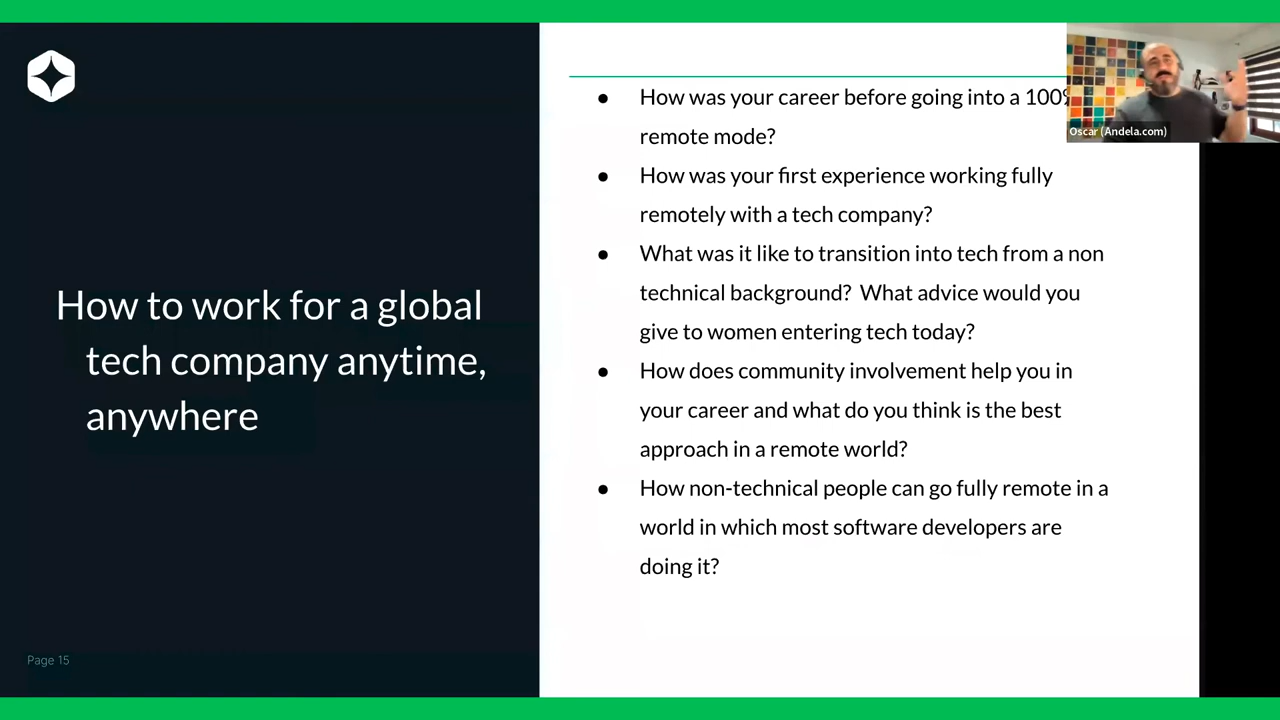 How to work for a global
tech company anytime,
anywhere
Page 15
● How was your career before going into a 100%
remote mode?
● How was your first experience working fully
remotely with a tech company?
● What was it like to transition into tech from a non
technical background? What advice would you
give to women entering tech today?
● How does community involvement help you in
your career and what do you think is the best
approach in a remote world?
● How non-technical people can go fully remote in a
world in which most software developers are
doing it?
Oscar (Andela.com)